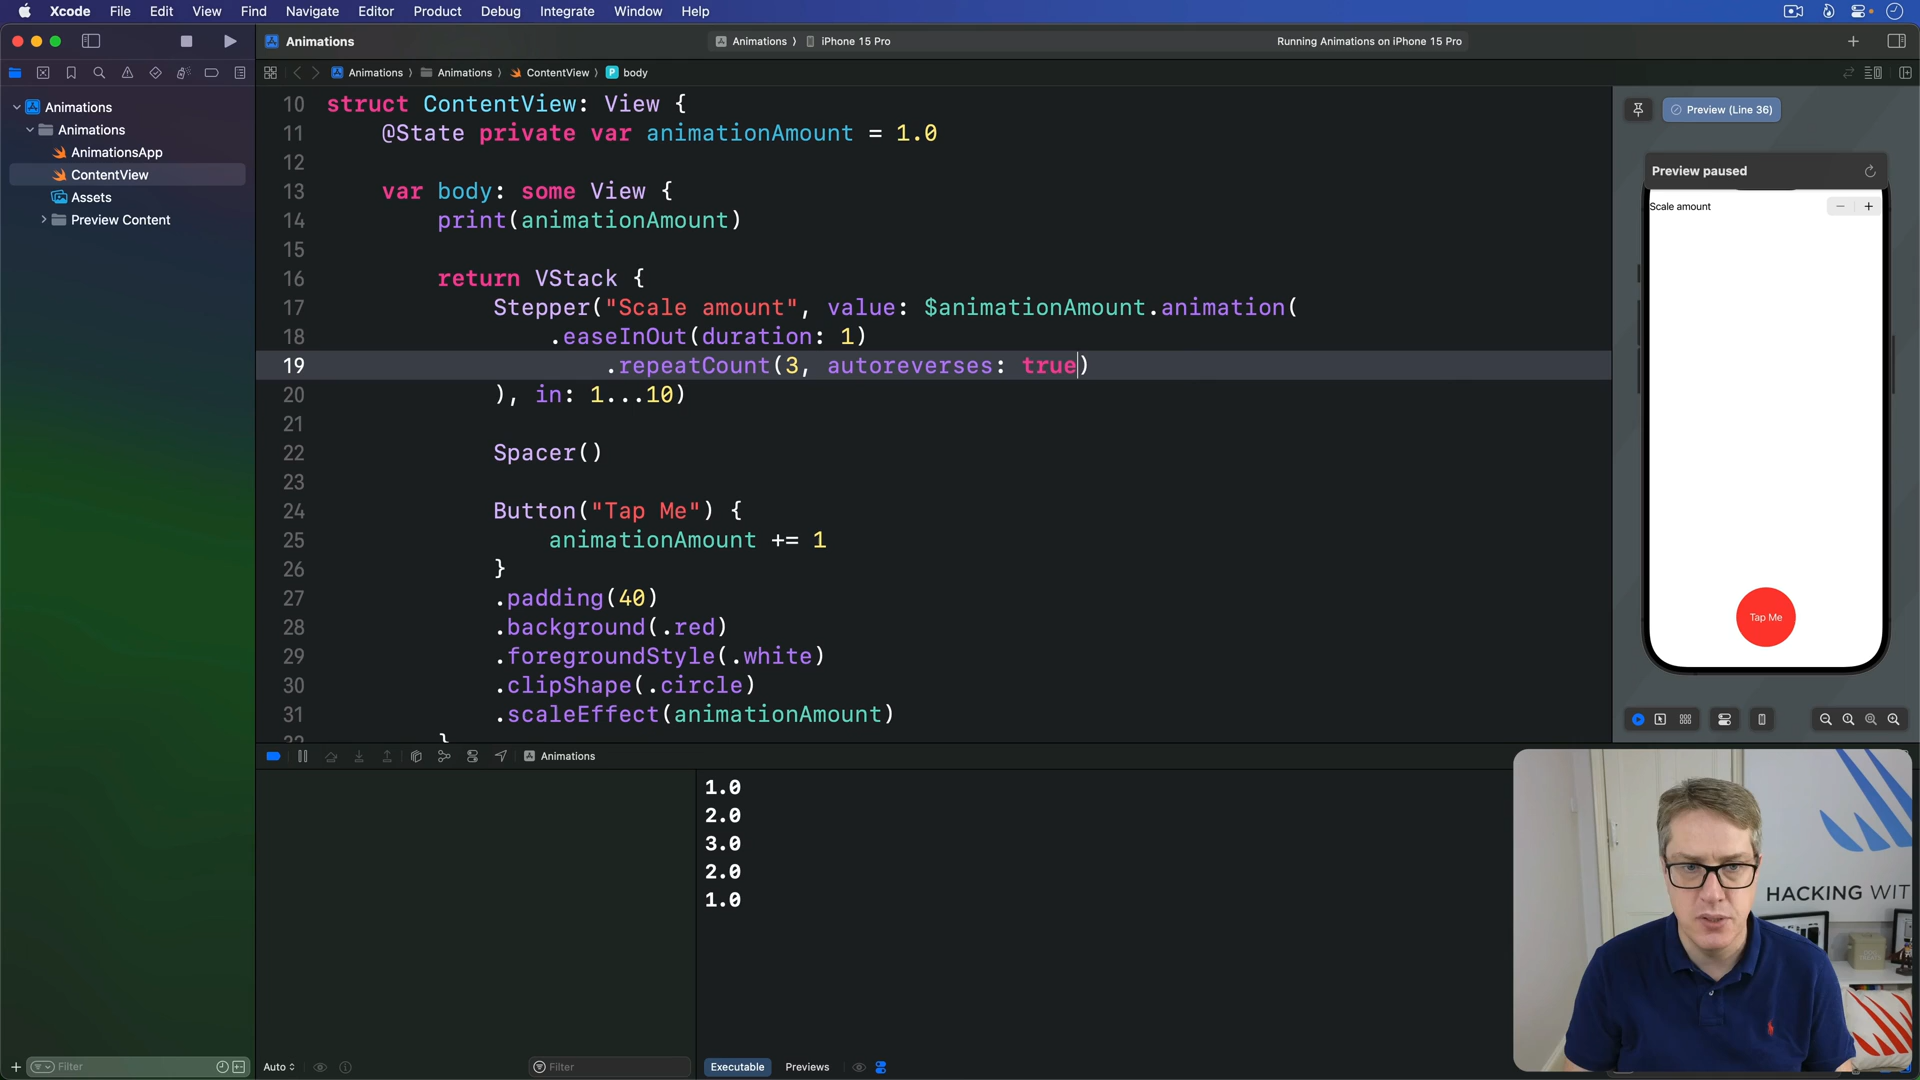 Xcode File Edit View Find Navigate Editor Product Debug Integrate Window Help
Animations
Animations 〉 iPhone 15 Pro
Running Animations on iPhone 15 Pro
Animations 〉 Animations 〉 ContentView 〉 P body
Animations
Animations
AnimationsApp
ContentView
Assets
Preview Content
10 struct ContentView: View {
11 @State private var animationAmount = 1.0
12
13 var body: some View {
14 print(animationAmount)
15
16 return VStack {
17 Stepper("Scale amount", value: $animationAmount.animation(
18 .easeInOut(duration: 1)
19 .repeatCount(3, autoreverses: true)
20 ), in: 1...10)
21
22 Spacer()
23
24 Button("Tap Me") {
25 animationAmount += 1
26 }
27 .padding(40)
28 .background(.red)
29 .foregroundStyle(.white)
30 .clipShape(.circle)
31 .scaleEffect(animationAmount)
Preview (Line 36)
Preview paused
Scale amount − +
Tap Me
Animations
1.0
2.0
3.0
2.0
1.0
HACKING WIT
Filter
Auto
Filter
Executable Previews